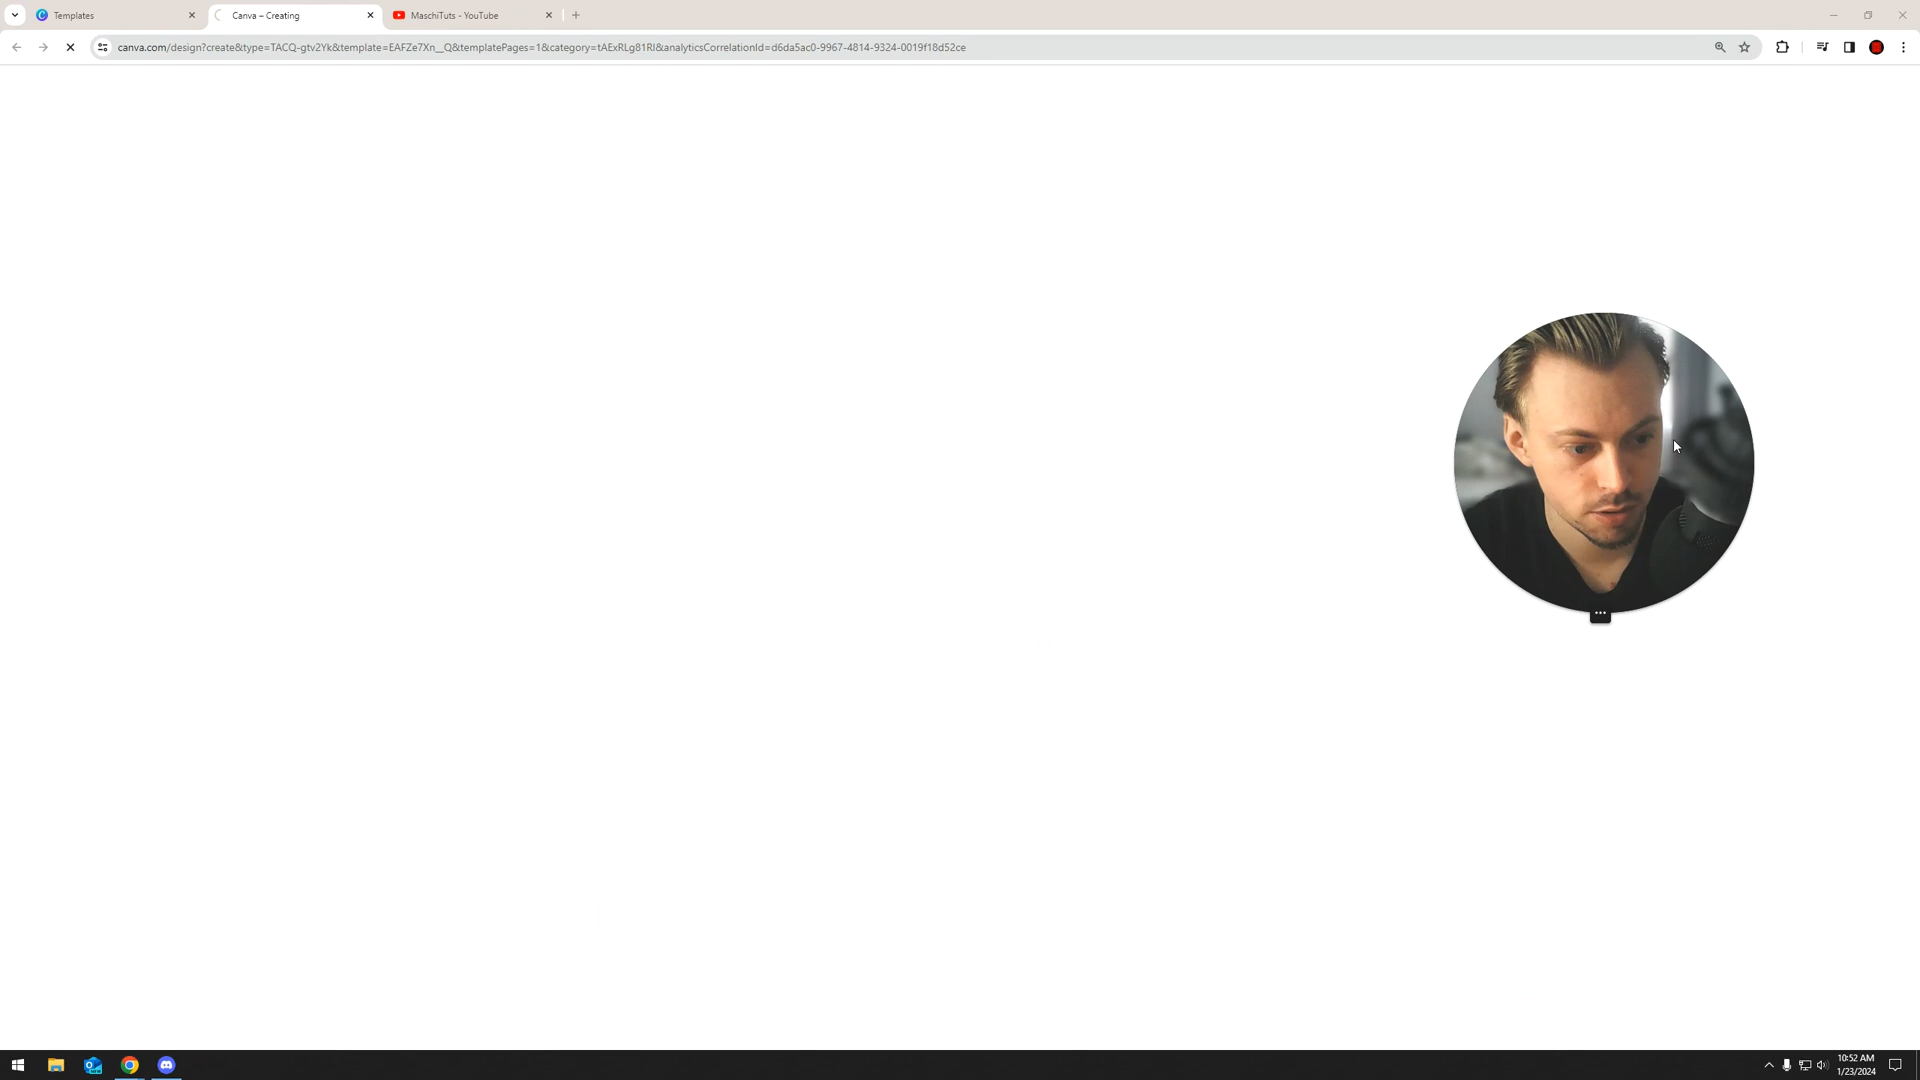 Templates
Canva – Creating
MaschiTuts - YouTube
canva.com/design?create&type=TACQ-gtv2Yk&template=EAFZe7Xn__Q&templatePages=1&category=tAExRLg81RI&analyticsCorrelationId=d6da5ac0-9967-4814-9324-0019f18d52ce
10:52 AM
1/23/2024